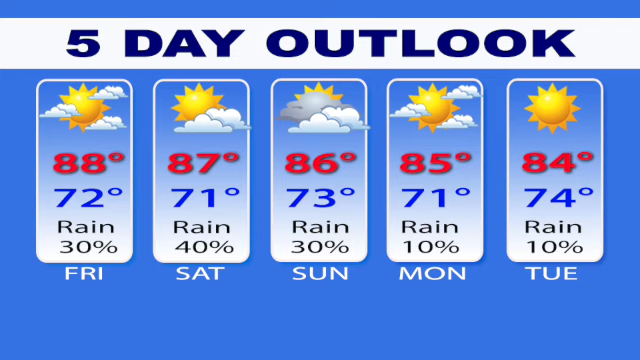 5 DAY OUTLOOK
88° 87° 86° 85° 84°
72° 71° 73° 71° 74°
Rain Rain Rain Rain Rain
30% 40% 30% 10% 10%
FRI SAT SUN MON TUE